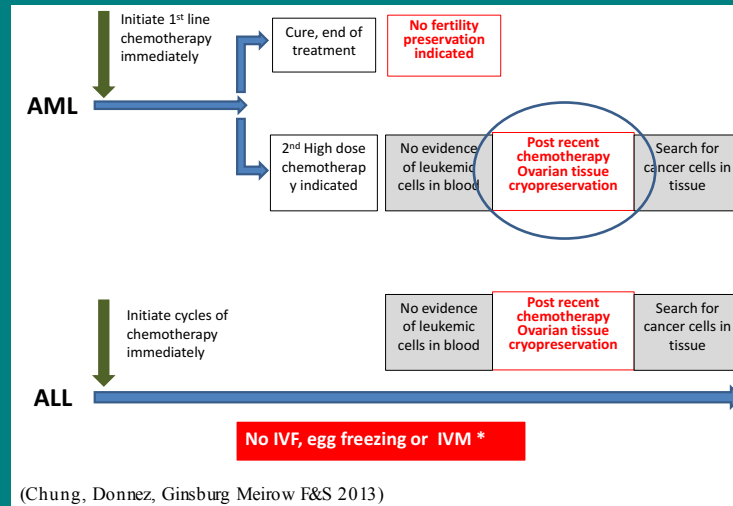 Initiate 1st line
chemotherapy
immediately
Cure, end of
treatment
No fertility
preservation
indicated
AML
2nd High dose
chemotherap
y indicated
No evidence
of leukemic
cells in blood
Post recent
chemotherapy
Ovarian tissue
cryopreservation
Search for
cancer cells in
tissue
Initiate cycles of
chemotherapy
immediately
No evidence
of leukemic
cells in blood
Post recent
chemotherapy
Ovarian tissue
cryopreservation
Search for
cancer cells in
tissue
ALL
No IVF, egg freezing or IVM *
(Chung, Donnez, Ginsburg Meirow F&S 2013)